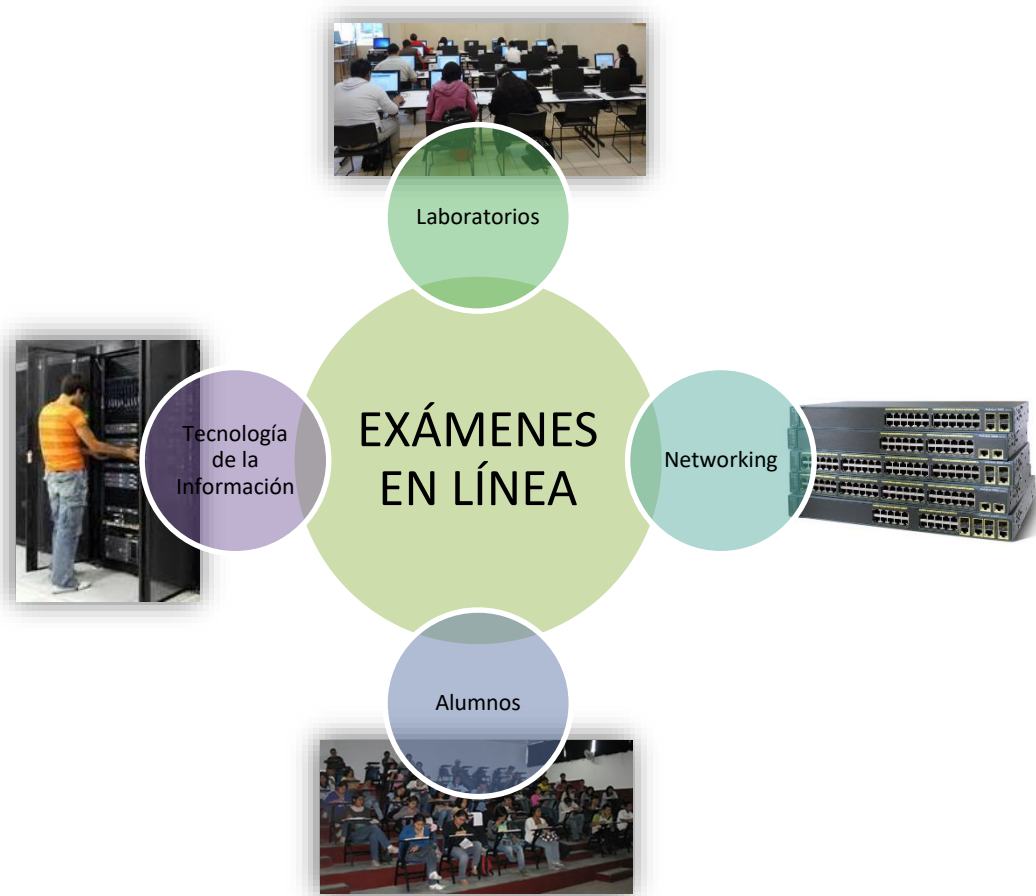 Laboratorios
EXÁMENES
EN LÍNEA
Tecnología
de la
Información
Networking
Alumnos